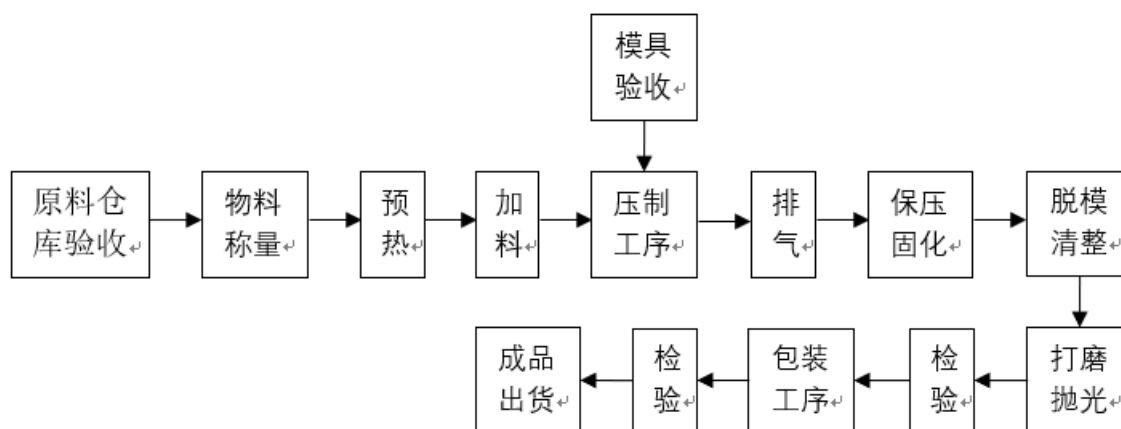 模具
验收
原料仓
库验收
物料
称量
预
热
加
料
压制
工序
排
气
保压
固化
脱模
清整
打磨
抛光
检
验
包装
工序
检
验
成品
出货